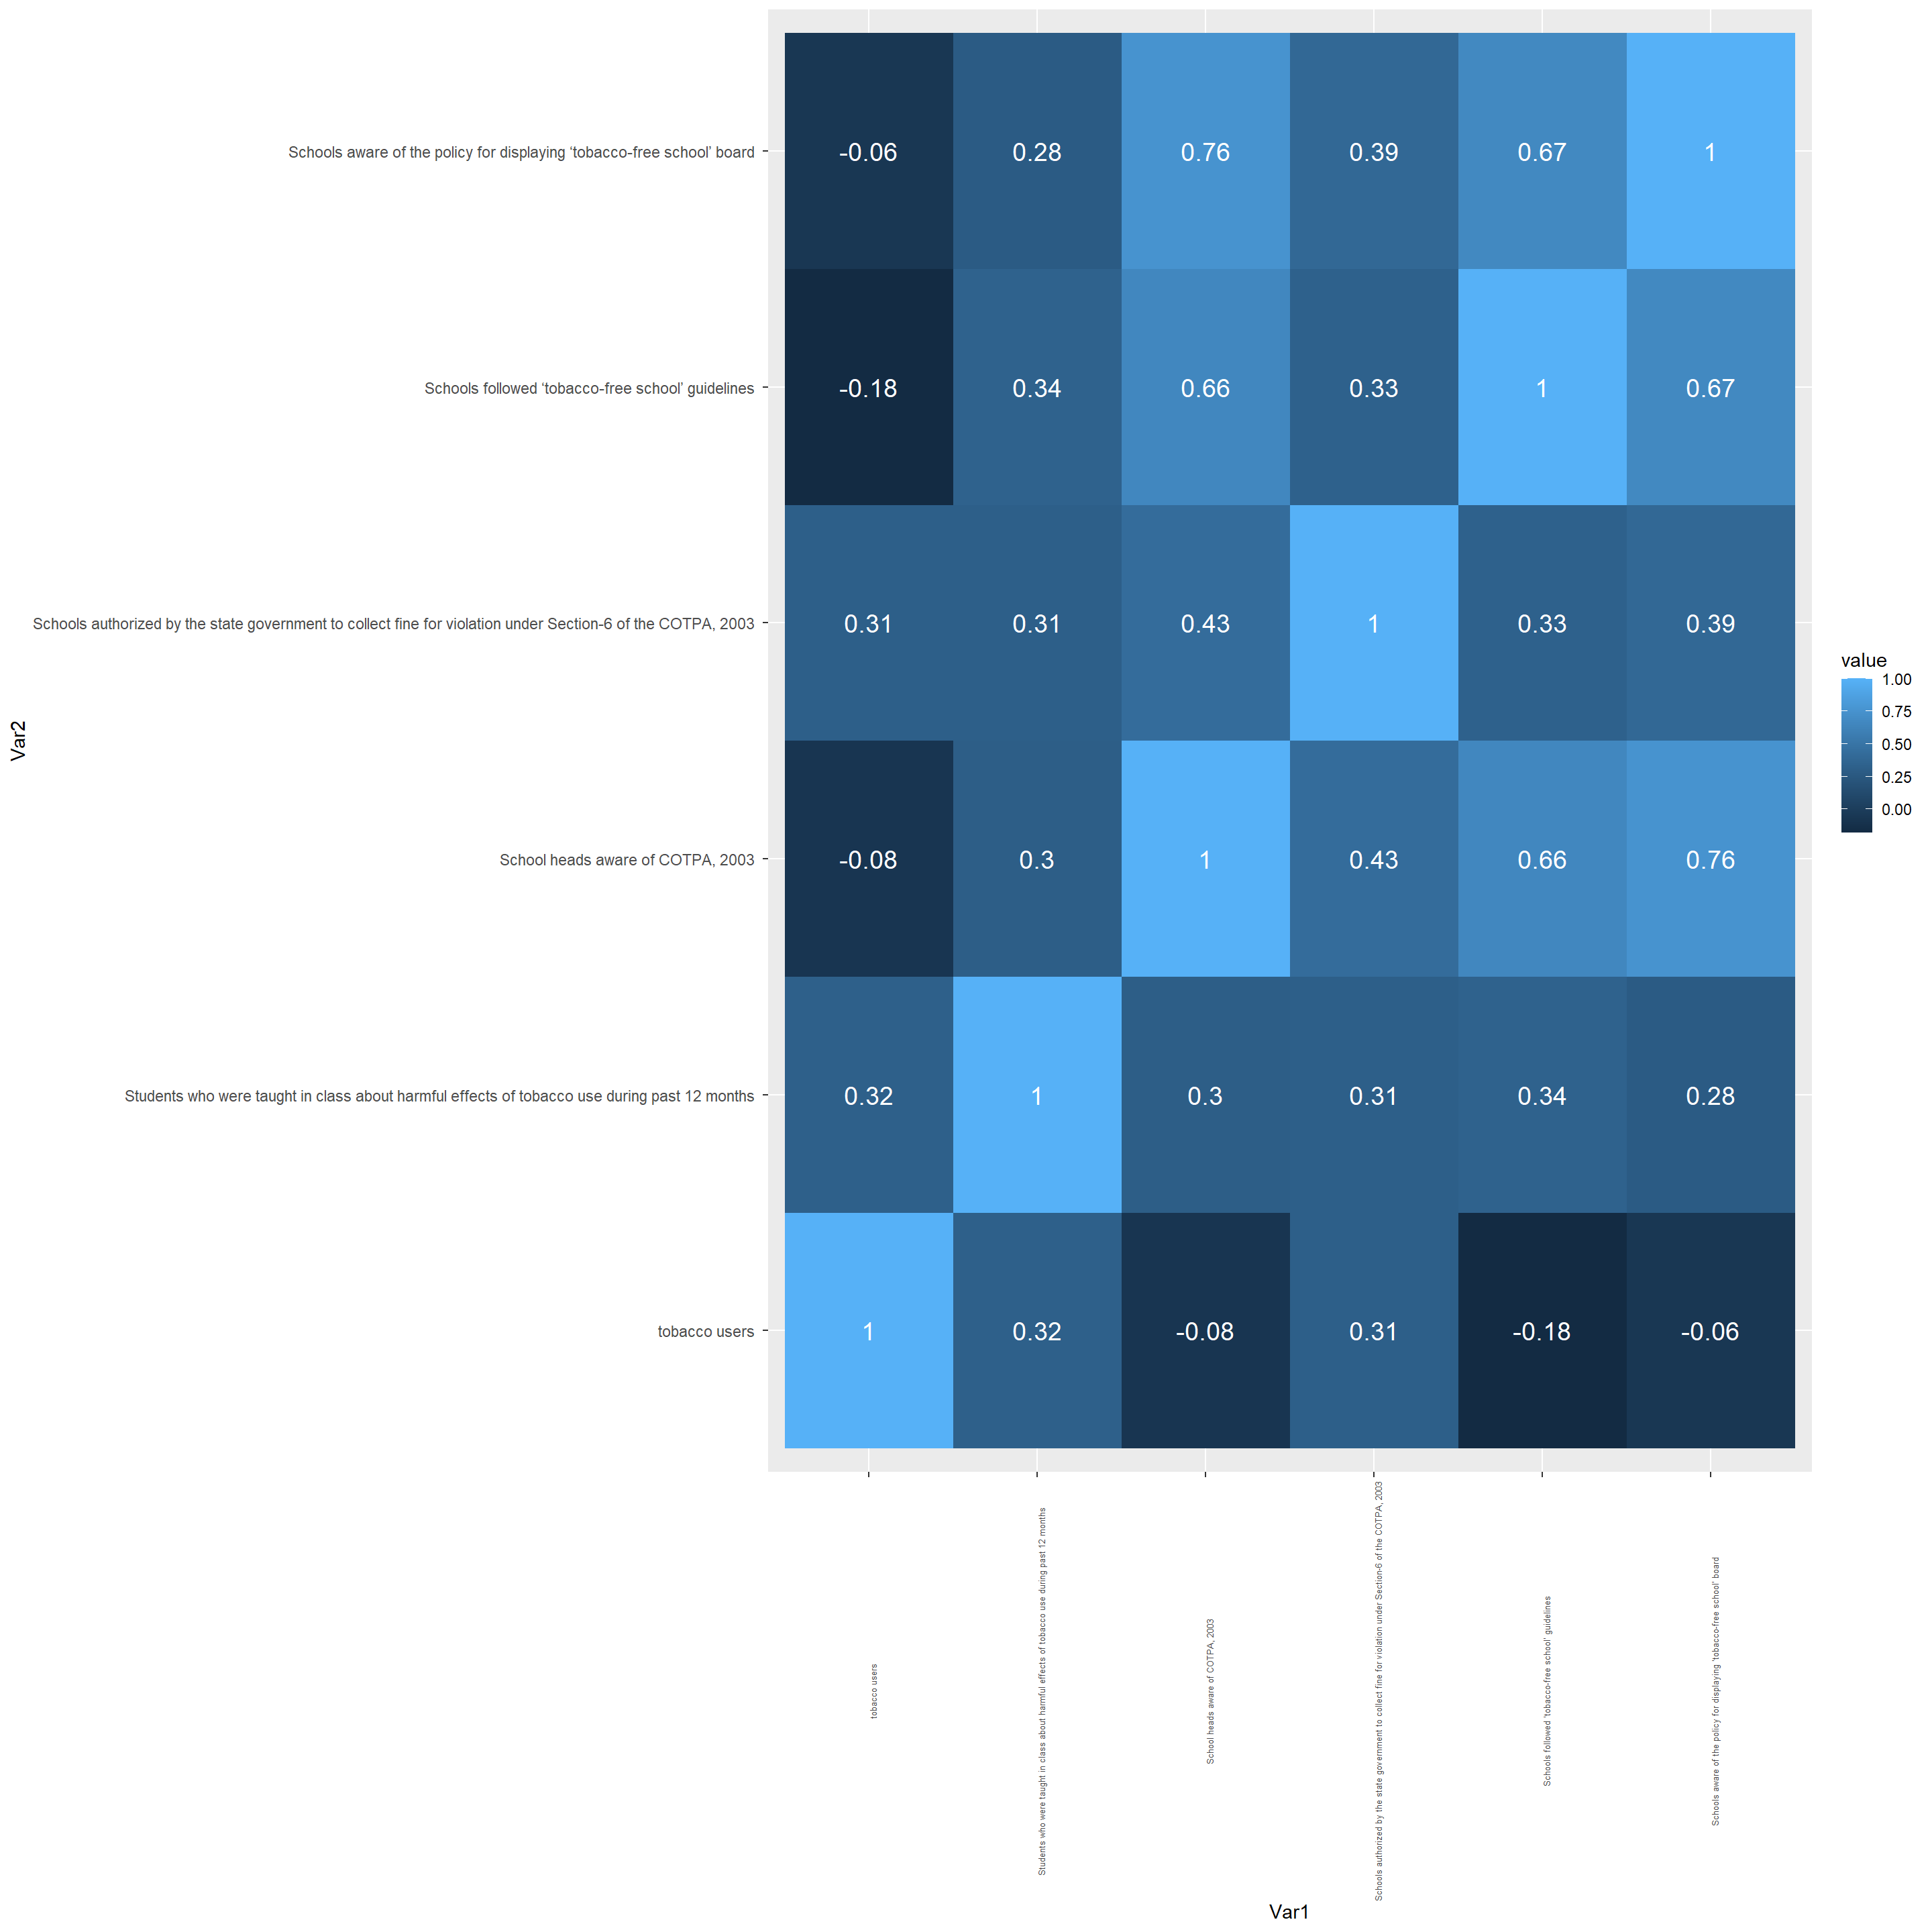 Schools aware of the policy for displaying ‘tobacco-free school’ board
-0.06 0.28 0.76 0.39 0.67 1
Schools followed ‘tobacco-free school’ guidelines
-0.18 0.34 0.66 0.33 1 0.67
Schools authorized by the state government to collect fine for violation under Section-6 of the COTPA, 2003
0.31 0.31 0.43 1 0.33 0.39
School heads aware of COTPA, 2003
-0.08 0.3 1 0.43 0.66 0.76
Students who were taught in class about harmful effects of tobacco use during past 12 months
0.32 1 0.3 0.31 0.34 0.28
tobacco users
1 0.32 -0.08 0.31 -0.18 -0.06
Var2
value
1.00
0.75
0.50
0.25
0.00
tobacco users
Students who were taught in class about harmful effects of tobacco use during past 12 months
School heads aware of COTPA, 2003
Schools authorized by the state government to collect fine for violation under Section-6 of the COTPA, 2003
Schools followed ‘tobacco-free school’ guidelines
Schools aware of the policy for displaying ‘tobacco-free school’ board
Var1